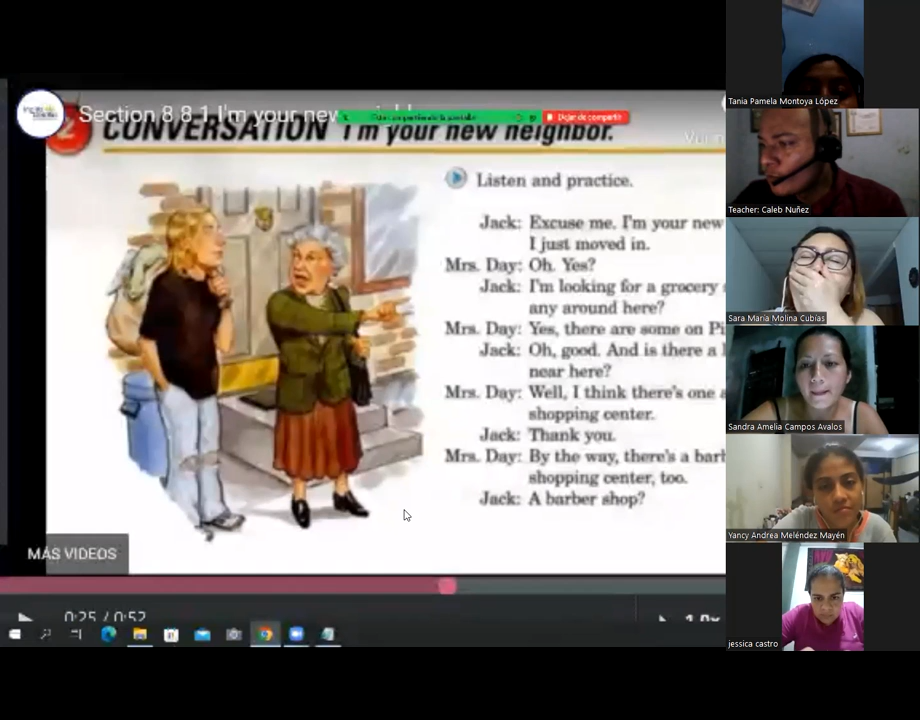 Section 8 8.1 I'm your new
CONVERSATION I'm your new neighbor.
Dejar de compartir
Listen and practice.
Jack: Excuse me. I'm your new
I just moved in.
Mrs. Day: Oh. Yes?
Jack: I'm looking for a grocery
any around here?
Mrs. Day: Yes, there are some on
Jack: Oh, good. And is there a
near here?
Mrs. Day: Well, I think there's one
shopping center.
Jack: Thank you.
Mrs. Day: By the way, there's a
shopping center, too.
Jack: A barber shop?
MÁS VIDEOS
0:25 / 0:52
Tania Pamela Montoya López
Teacher: Caleb Nuñez
Sara María Molina Cubías
Sandra Amelia Campos Avalos
Yancy Andrea Meléndez Mayén
jessica castro